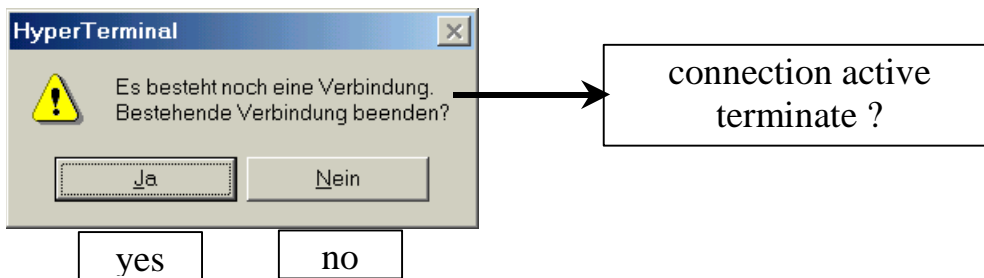 HyperTerminal
Es besteht noch eine Verbindung.
Bestehende Verbindung beenden?
Ja
Nein
connection active
terminate ?
yes
no